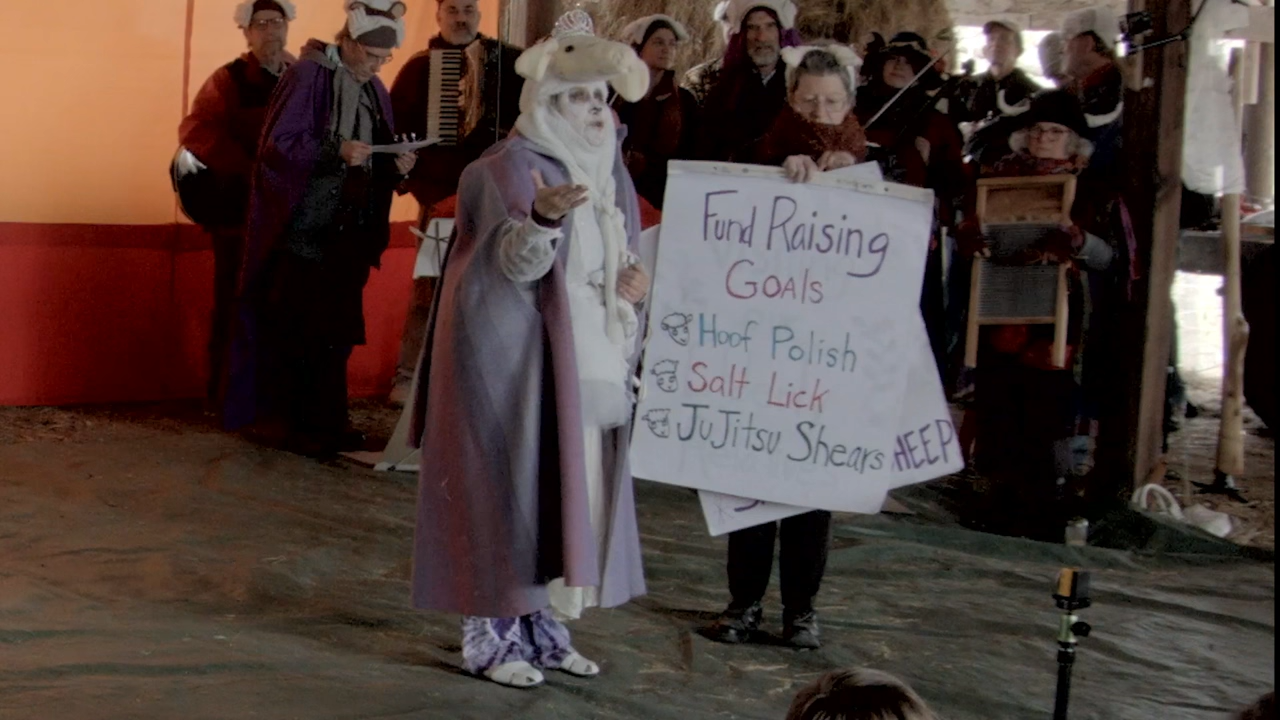 Fund Raising
GOALS
Hoof Polish
Salt Lick
JuJitsu Shears
HEEP